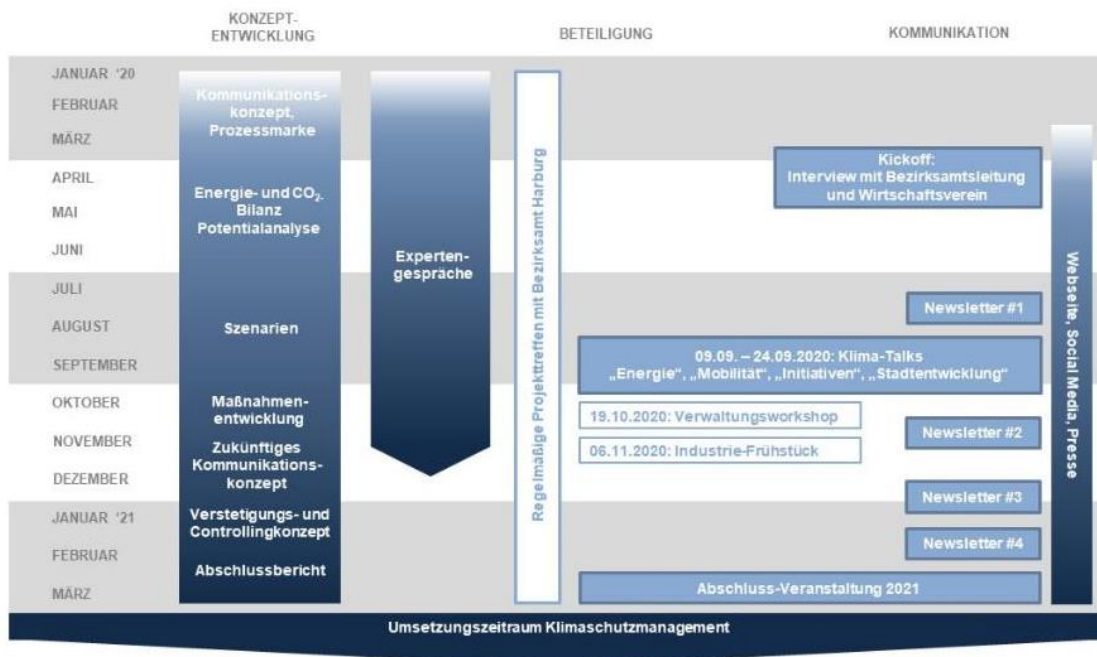 KONZEPT-
ENTWICKLUNG
BETEILIGUNG
KOMMUNIKATION
JANUAR ‘20
FEBRUAR
MÄRZ
APRIL
MAI
JUNI
JULI
AUGUST
SEPTEMBER
OKTOBER
NOVEMBER
DEZEMBER
JANUAR ‘21
FEBRUAR
MÄRZ
Kommunikations-
konzept,
Prozessmarke
Energie- und CO₂-
Bilanz
Potentialanalyse
Szenarien
Maßnahmen-
entwicklung
Zukünftiges
Kommunikations-
konzept
Verstetigungs- und
Controllingkonzept
Abschlussbericht
Experten-
gespräche
Regelmäßige Projekttreffen mit Bezirksamt Harburg
Kickoff:
Interview mit Bezirksamtsleitung
und Wirtschaftsverein
Newsletter #1
09.09. – 24.09.2020: Klima-Talks
„Energie“, „Mobilität“, „Initiativen“, „Stadtentwicklung“
19.10.2020: Verwaltungsworkshop
06.11.2020: Industrie-Frühstück
Newsletter #2
Newsletter #3
Newsletter #4
Abschluss-Veranstaltung 2021
Webseite, Social Media, Presse
Umsetzungszeitraum Klimaschutzmanagement